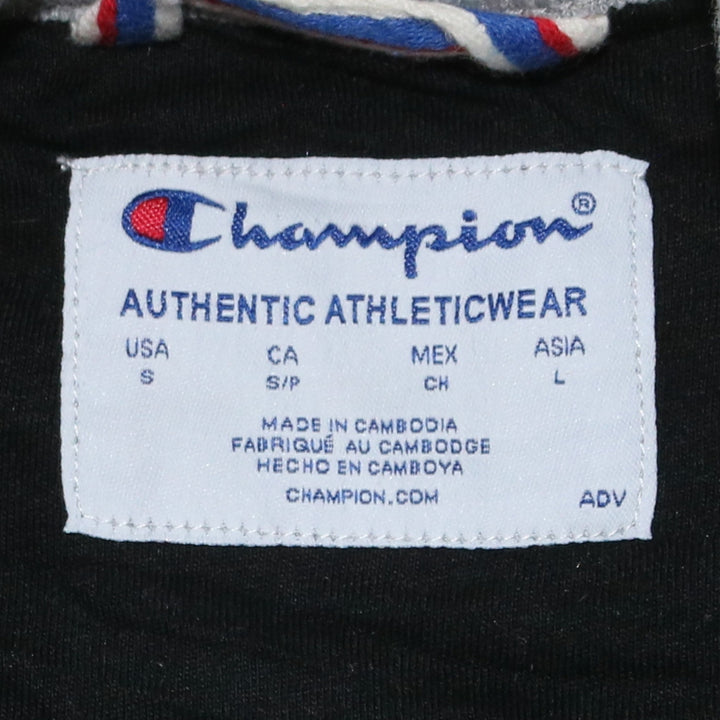 Champion®
AUTHENTIC ATHLETICWEAR
USA CA MEX ASIA
S S/P CH L
MADE IN CAMBODIA
FABRIQUÉ AU CAMBODGE
HECHO EN CAMBOYA
CHAMPION.COM ADV